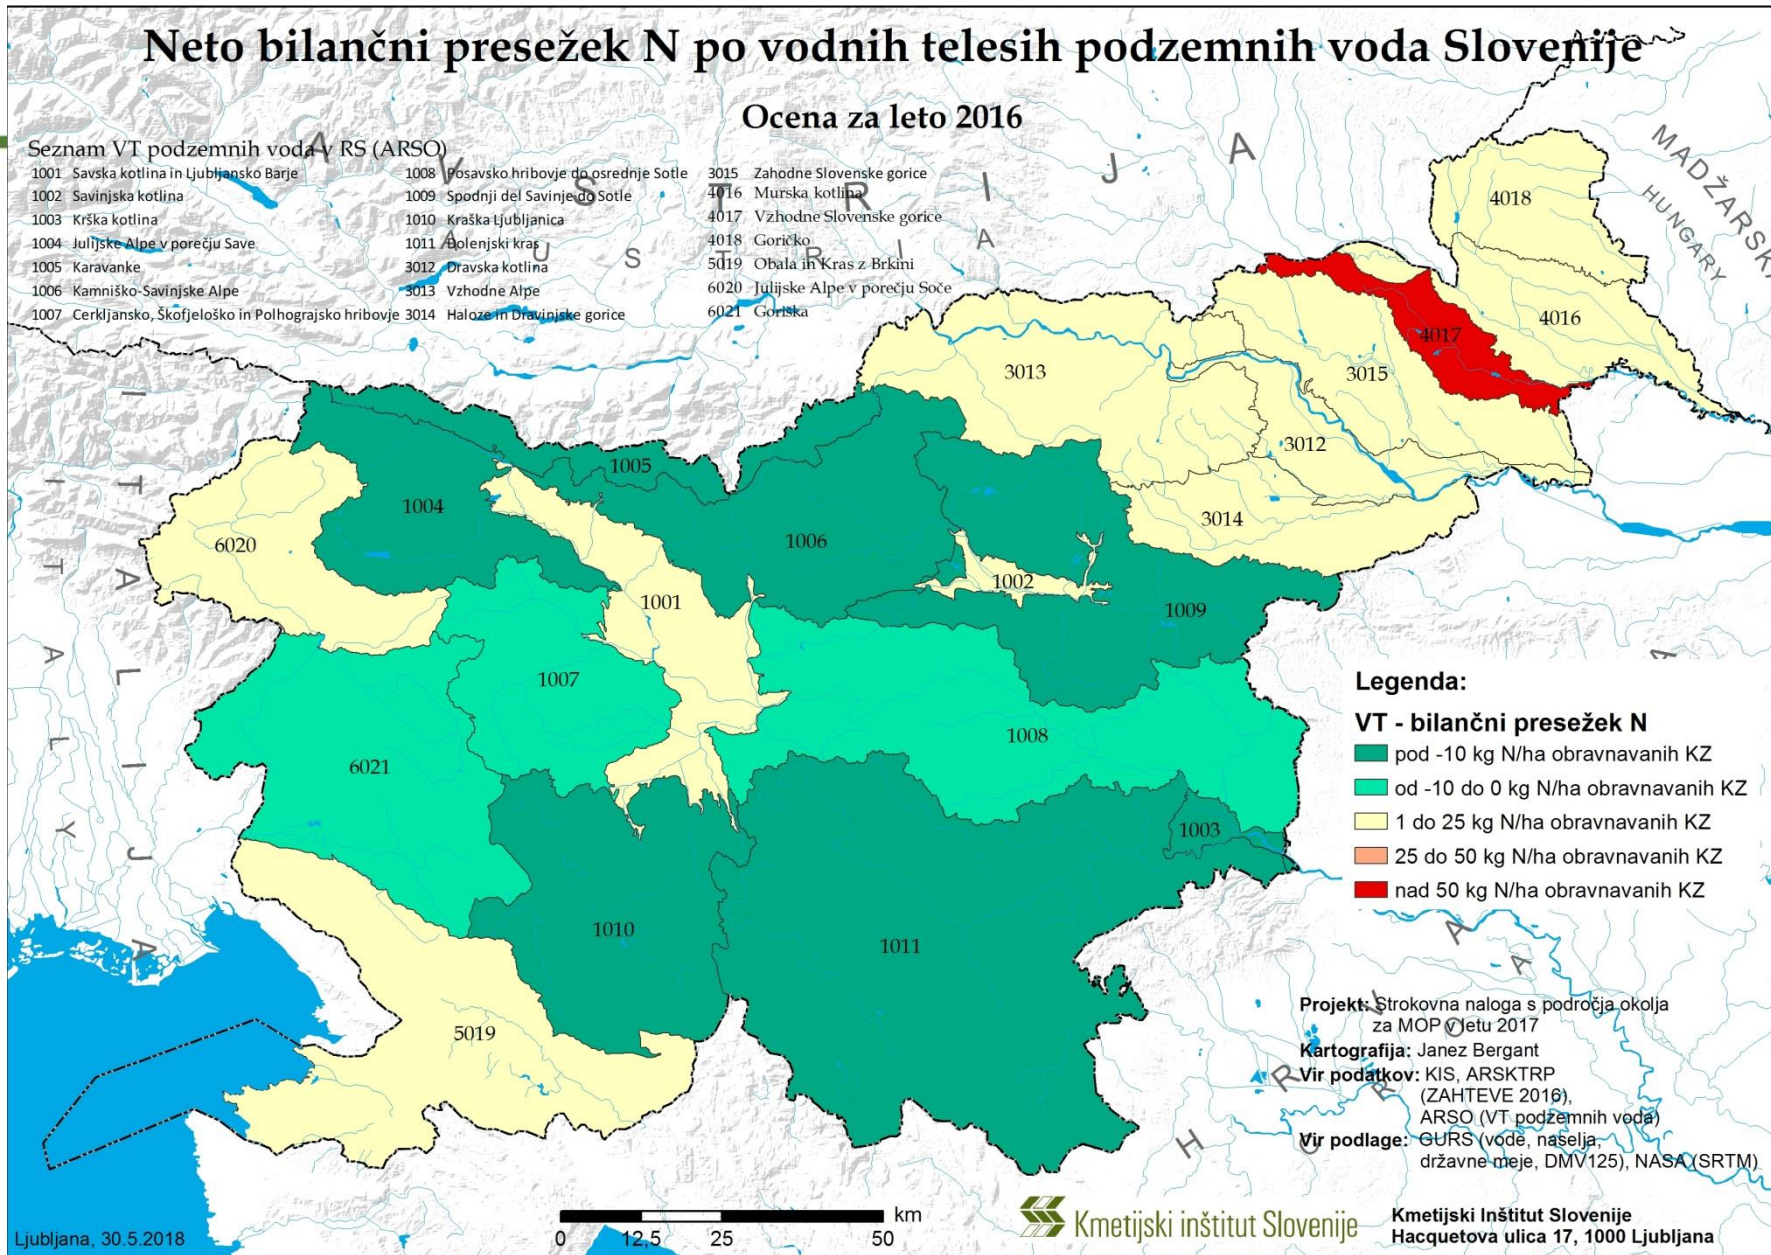 Neto bilančni presežek N po vodnih telesih podzemnih voda Slovenije
Ocena za leto 2016
Seznam VT podzemnih voda v RS (ARSO)
1001 Savska kotlina in Ljubljansko Barje
1002 Savinjska kotlina
1003 Krška kotlina
1004 Julijske Alpe v porečju Save
1005 Karavanke
1006 Kamniško-Savinjske Alpe
1007 Cerkljansko, Škofjeloško in Polhograjsko hribovje
1008 Posavsko hribovje do osrednje Sotle
1009 Spodnji del Savinje do Sotle
1010 Kraška Ljubljanica
1011 Dolenjski kras
3012 Dravska kotlina
3013 Vzhodne Alpe
3014 Haloze in Dravinjske gorice
3015 Zahodne Slovenske gorice
4016 Murska kotlina
4017 Vzhodne Slovenske gorice
4018 Goričko
5019 Obala in Kras z Brkini
6020 Julijske Alpe v porečju Soče
6021 Goriška
AVSTRIJA
AUSTRIA
MADŽARSKA
HUNGARY
ITALIJA
ITALY
4018
4016
4017
3015
3013
3012
3014
1005
1004
1006
6020
1002
1009
1001
1007
1008
6021
1003
1010
1011
5019
Legenda:
VT - bilančni presežek N
pod -10 kg N/ha obravnavanih KZ
od -10 do 0 kg N/ha obravnavanih KZ
1 do 25 kg N/ha obravnavanih KZ
25 do 50 kg N/ha obravnavanih KZ
nad 50 kg N/ha obravnavanih KZ
Projekt: Strokovna naloga s področja okolja
za MOP v letu 2017
Kartografija: Janez Bergant
Vir podatkov: KIS, ARSKTRP
(ZAHTEVE 2016),
ARSO (VT podzemnih voda)
Vir podlage: GURS (vode, naselja,
državne meje, DMV125), NASA (SRTM)
km
0 12,5 25 50
Kmetijski inštitut Slovenije
Kmetijski Inštitut Slovenije
Hacquetova ulica 17, 1000 Ljubljana
Ljubljana, 30.5.2018